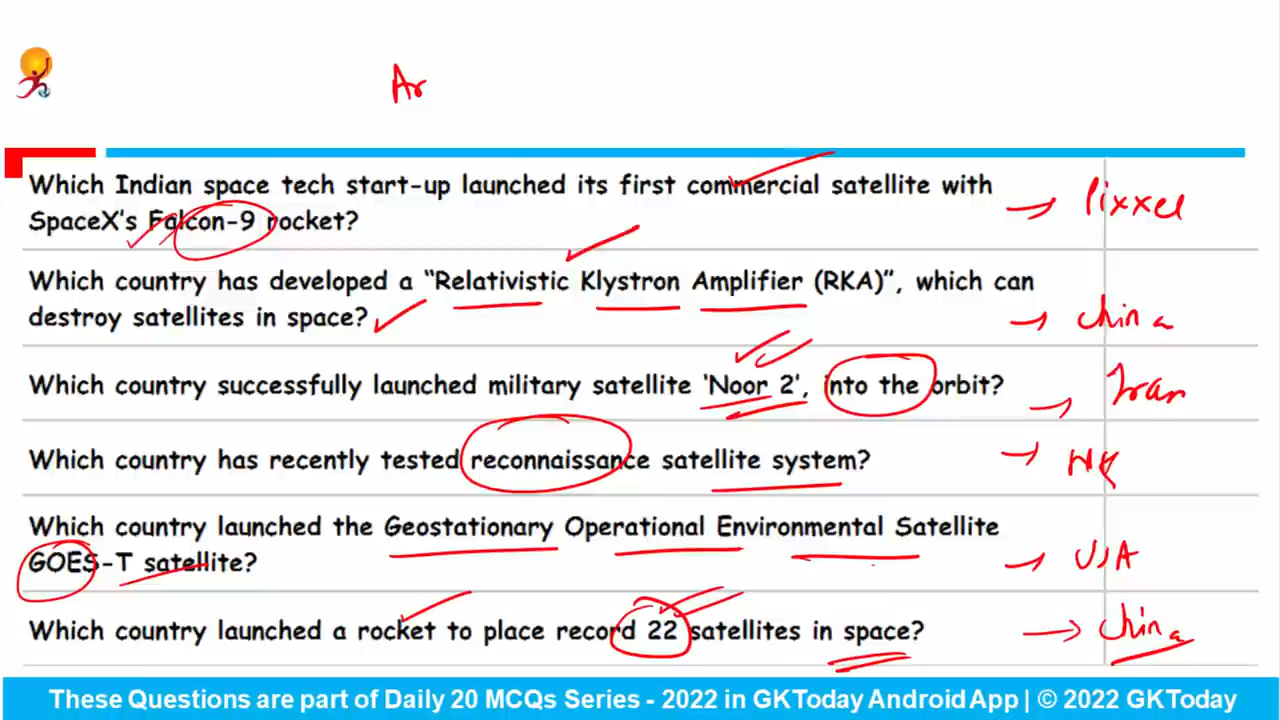 Ar
Which Indian space tech start-up launched its first commercial satellite with
SpaceX's Falcon-9 rocket?
→ Pixxel
Which country has developed a “Relativistic Klystron Amplifier (RKA)”, which can
destroy satellites in space?
→ China
Which country successfully launched military satellite ‘Noor 2’, into the orbit?
→ Iran
Which country has recently tested reconnaissance satellite system?
→ NK
Which country launched the Geostationary Operational Environmental Satellite
GOES-T satellite?
→ USA
Which country launched a rocket to place record 22 satellites in space?
→ China
These Questions are part of Daily 20 MCQs Series - 2022 in GKToday Android App | © 2022 GKToday